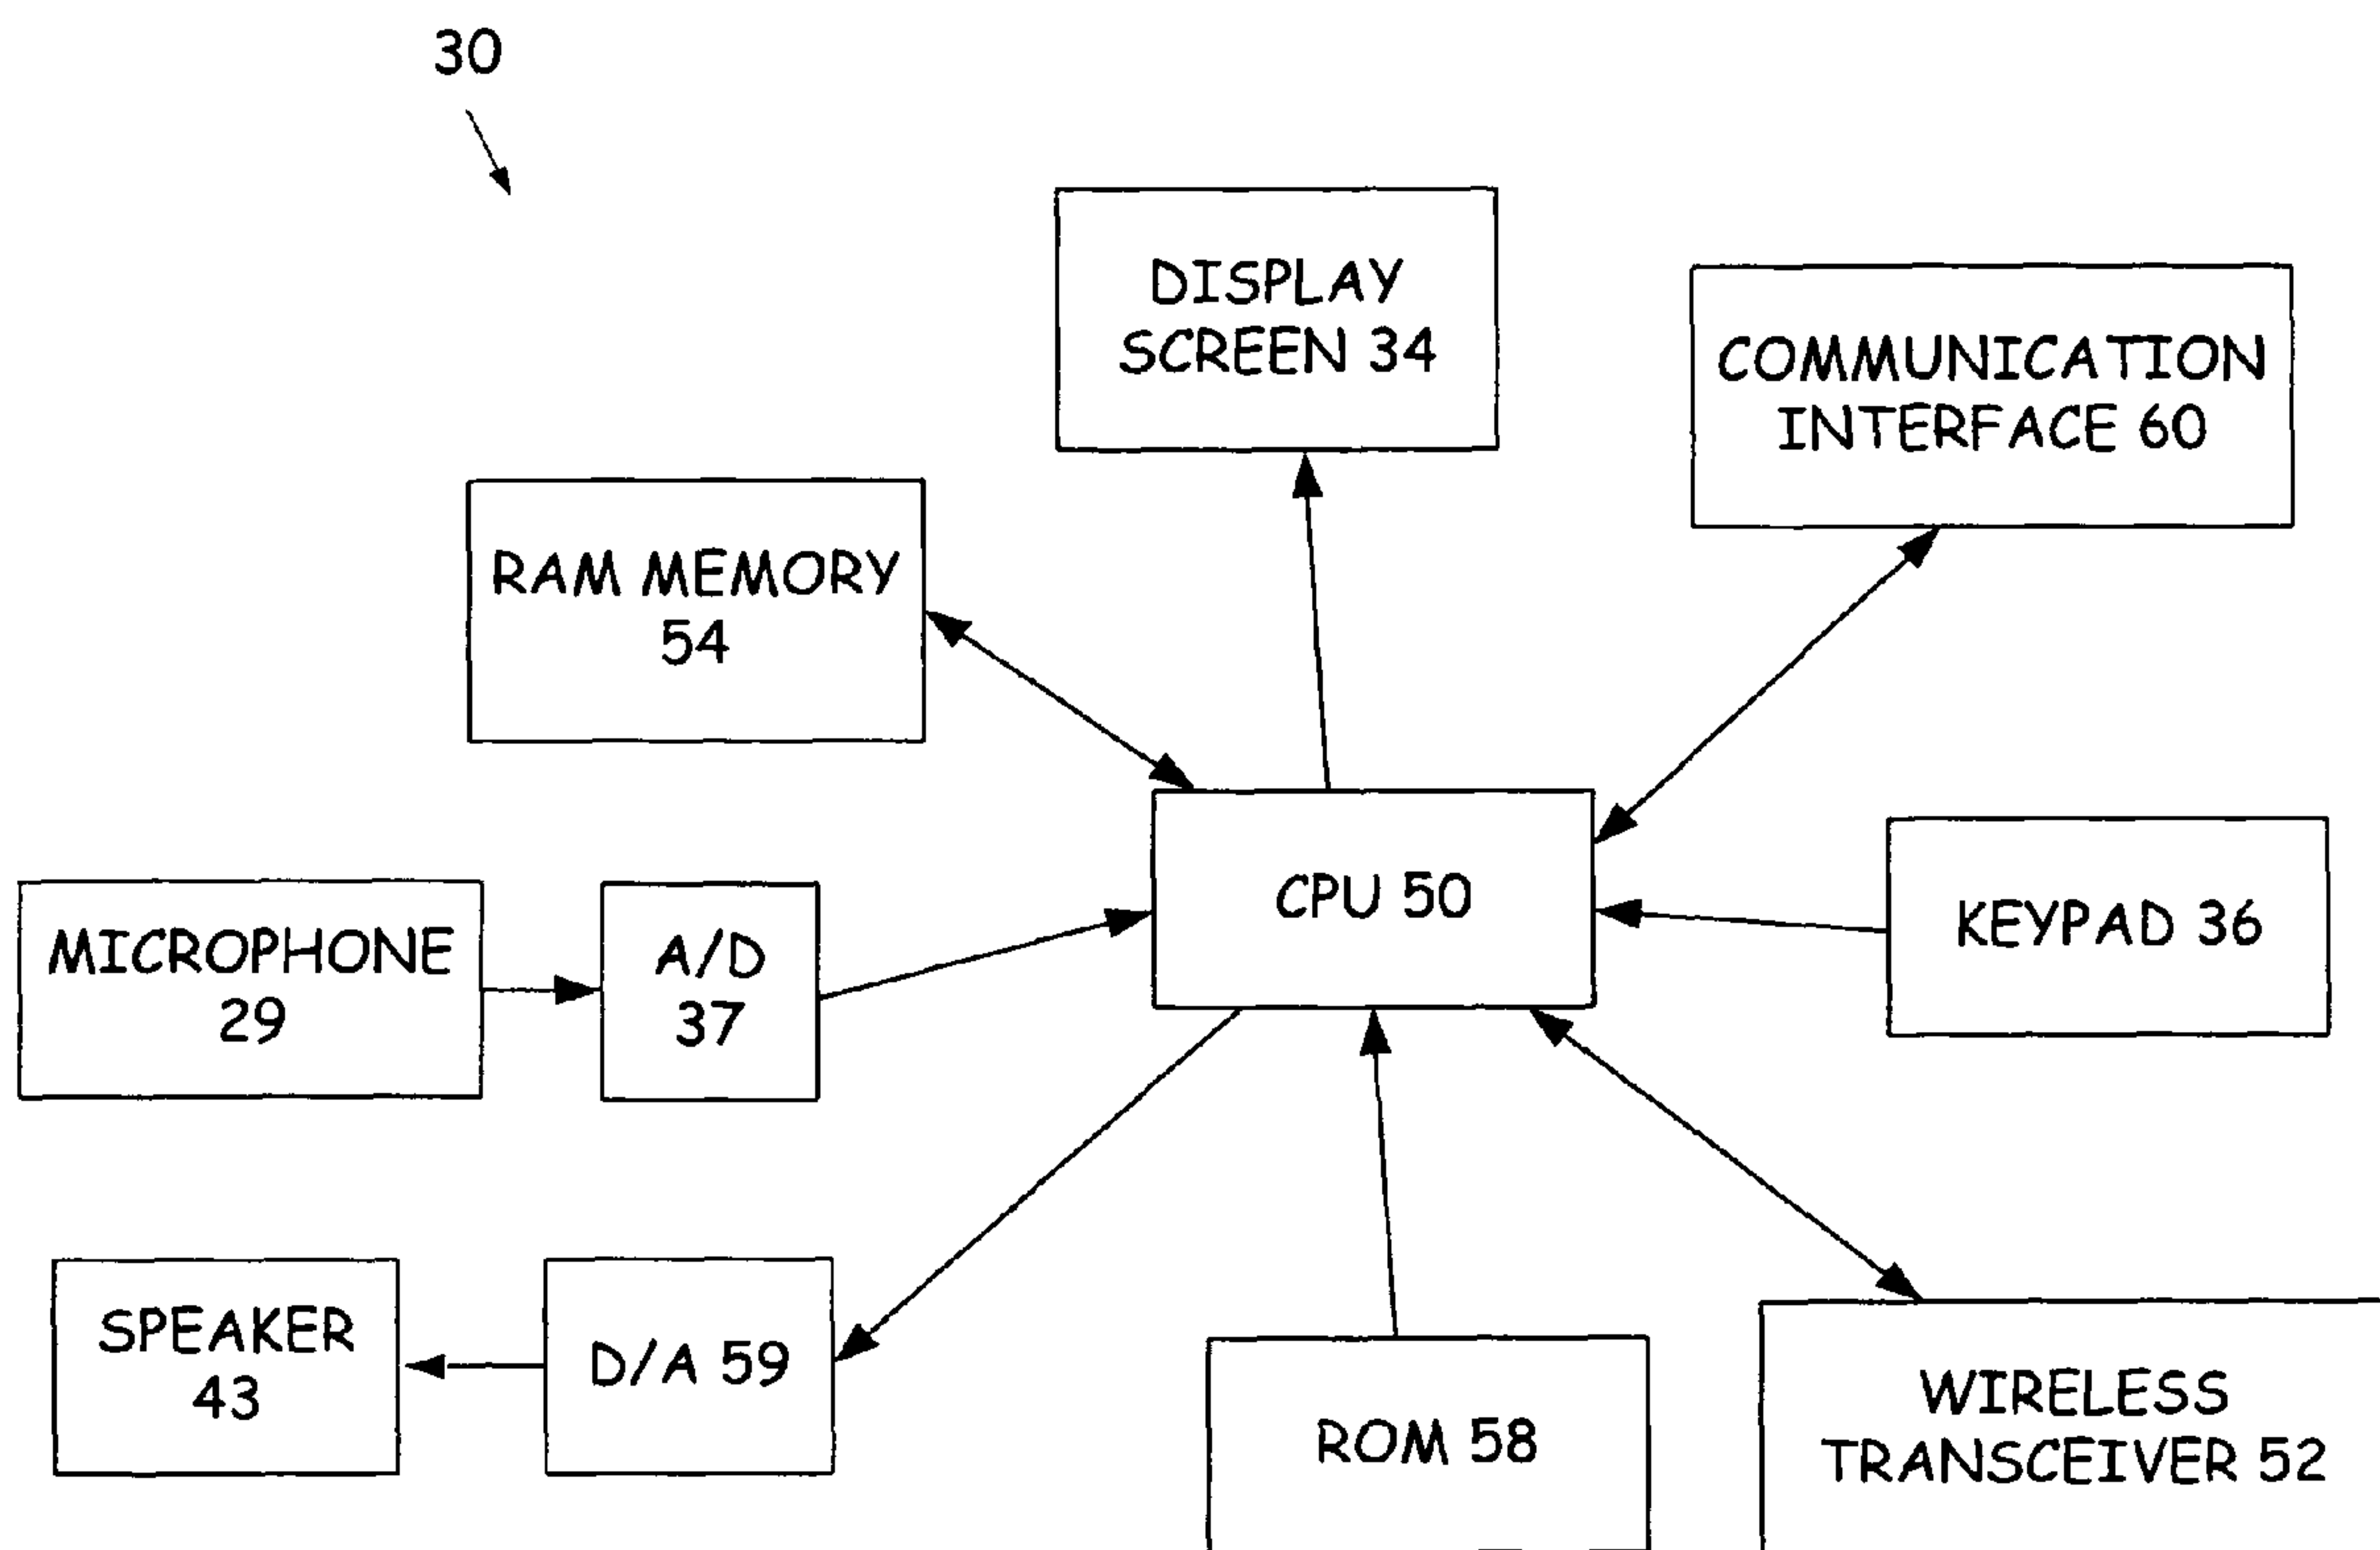 30
DISPLAY
SCREEN 34
COMMUNICATION
INTERFACE 60
RAM MEMORY
54
CPU 50
KEYPAD 36
MICROPHONE
29
A/D
37
SPEAKER
43
D/A 59
ROM 58
WIRELESS
TRANSCEIVER 52